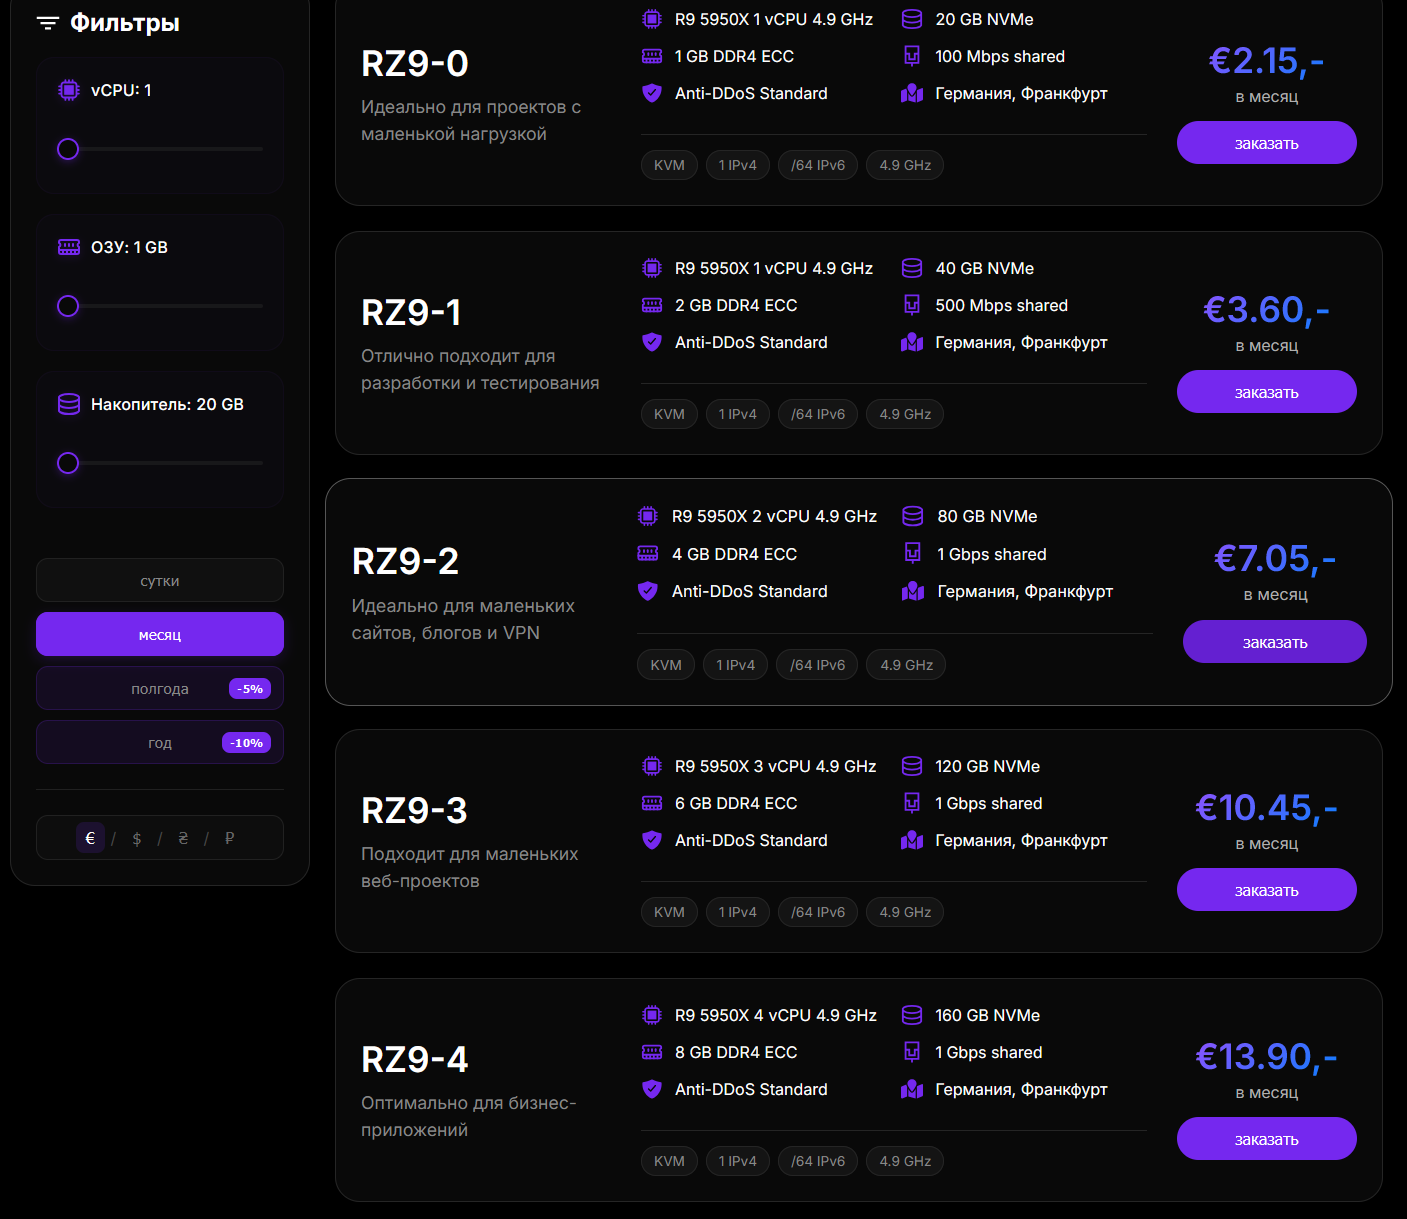 Фильтры
vCPU: 1
ОЗУ: 1 GB
Накопитель: 20 GB
сутки
месяц
полгода -5%
год -10%
€ / $ / ₴ / ₽
RZ9-0
Идеально для проектов с
маленькой нагрузкой
R9 5950X 1 vCPU 4.9 GHz
20 GB NVMe
1 GB DDR4 ECC
100 Mbps shared
Anti-DDoS Standard
Германия, Франкфурт
KVM 1 IPv4 /64 IPv6 4.9 GHz
€2.15,-
в месяц
заказать
RZ9-1
Отлично подходит для
разработки и тестирования
R9 5950X 1 vCPU 4.9 GHz
40 GB NVMe
2 GB DDR4 ECC
500 Mbps shared
Anti-DDoS Standard
Германия, Франкфурт
KVM 1 IPv4 /64 IPv6 4.9 GHz
€3.60,-
в месяц
заказать
RZ9-2
Идеально для маленьких
сайтов, блогов и VPN
R9 5950X 2 vCPU 4.9 GHz
80 GB NVMe
4 GB DDR4 ECC
1 Gbps shared
Anti-DDoS Standard
Германия, Франкфурт
KVM 1 IPv4 /64 IPv6 4.9 GHz
€7.05,-
в месяц
заказать
RZ9-3
Подходит для маленьких
веб-проектов
R9 5950X 3 vCPU 4.9 GHz
120 GB NVMe
6 GB DDR4 ECC
1 Gbps shared
Anti-DDoS Standard
Германия, Франкфурт
KVM 1 IPv4 /64 IPv6 4.9 GHz
€10.45,-
в месяц
заказать
RZ9-4
Оптимально для бизнес-
приложений
R9 5950X 4 vCPU 4.9 GHz
160 GB NVMe
8 GB DDR4 ECC
1 Gbps shared
Anti-DDoS Standard
Германия, Франкфурт
KVM 1 IPv4 /64 IPv6 4.9 GHz
€13.90,-
в месяц
заказать